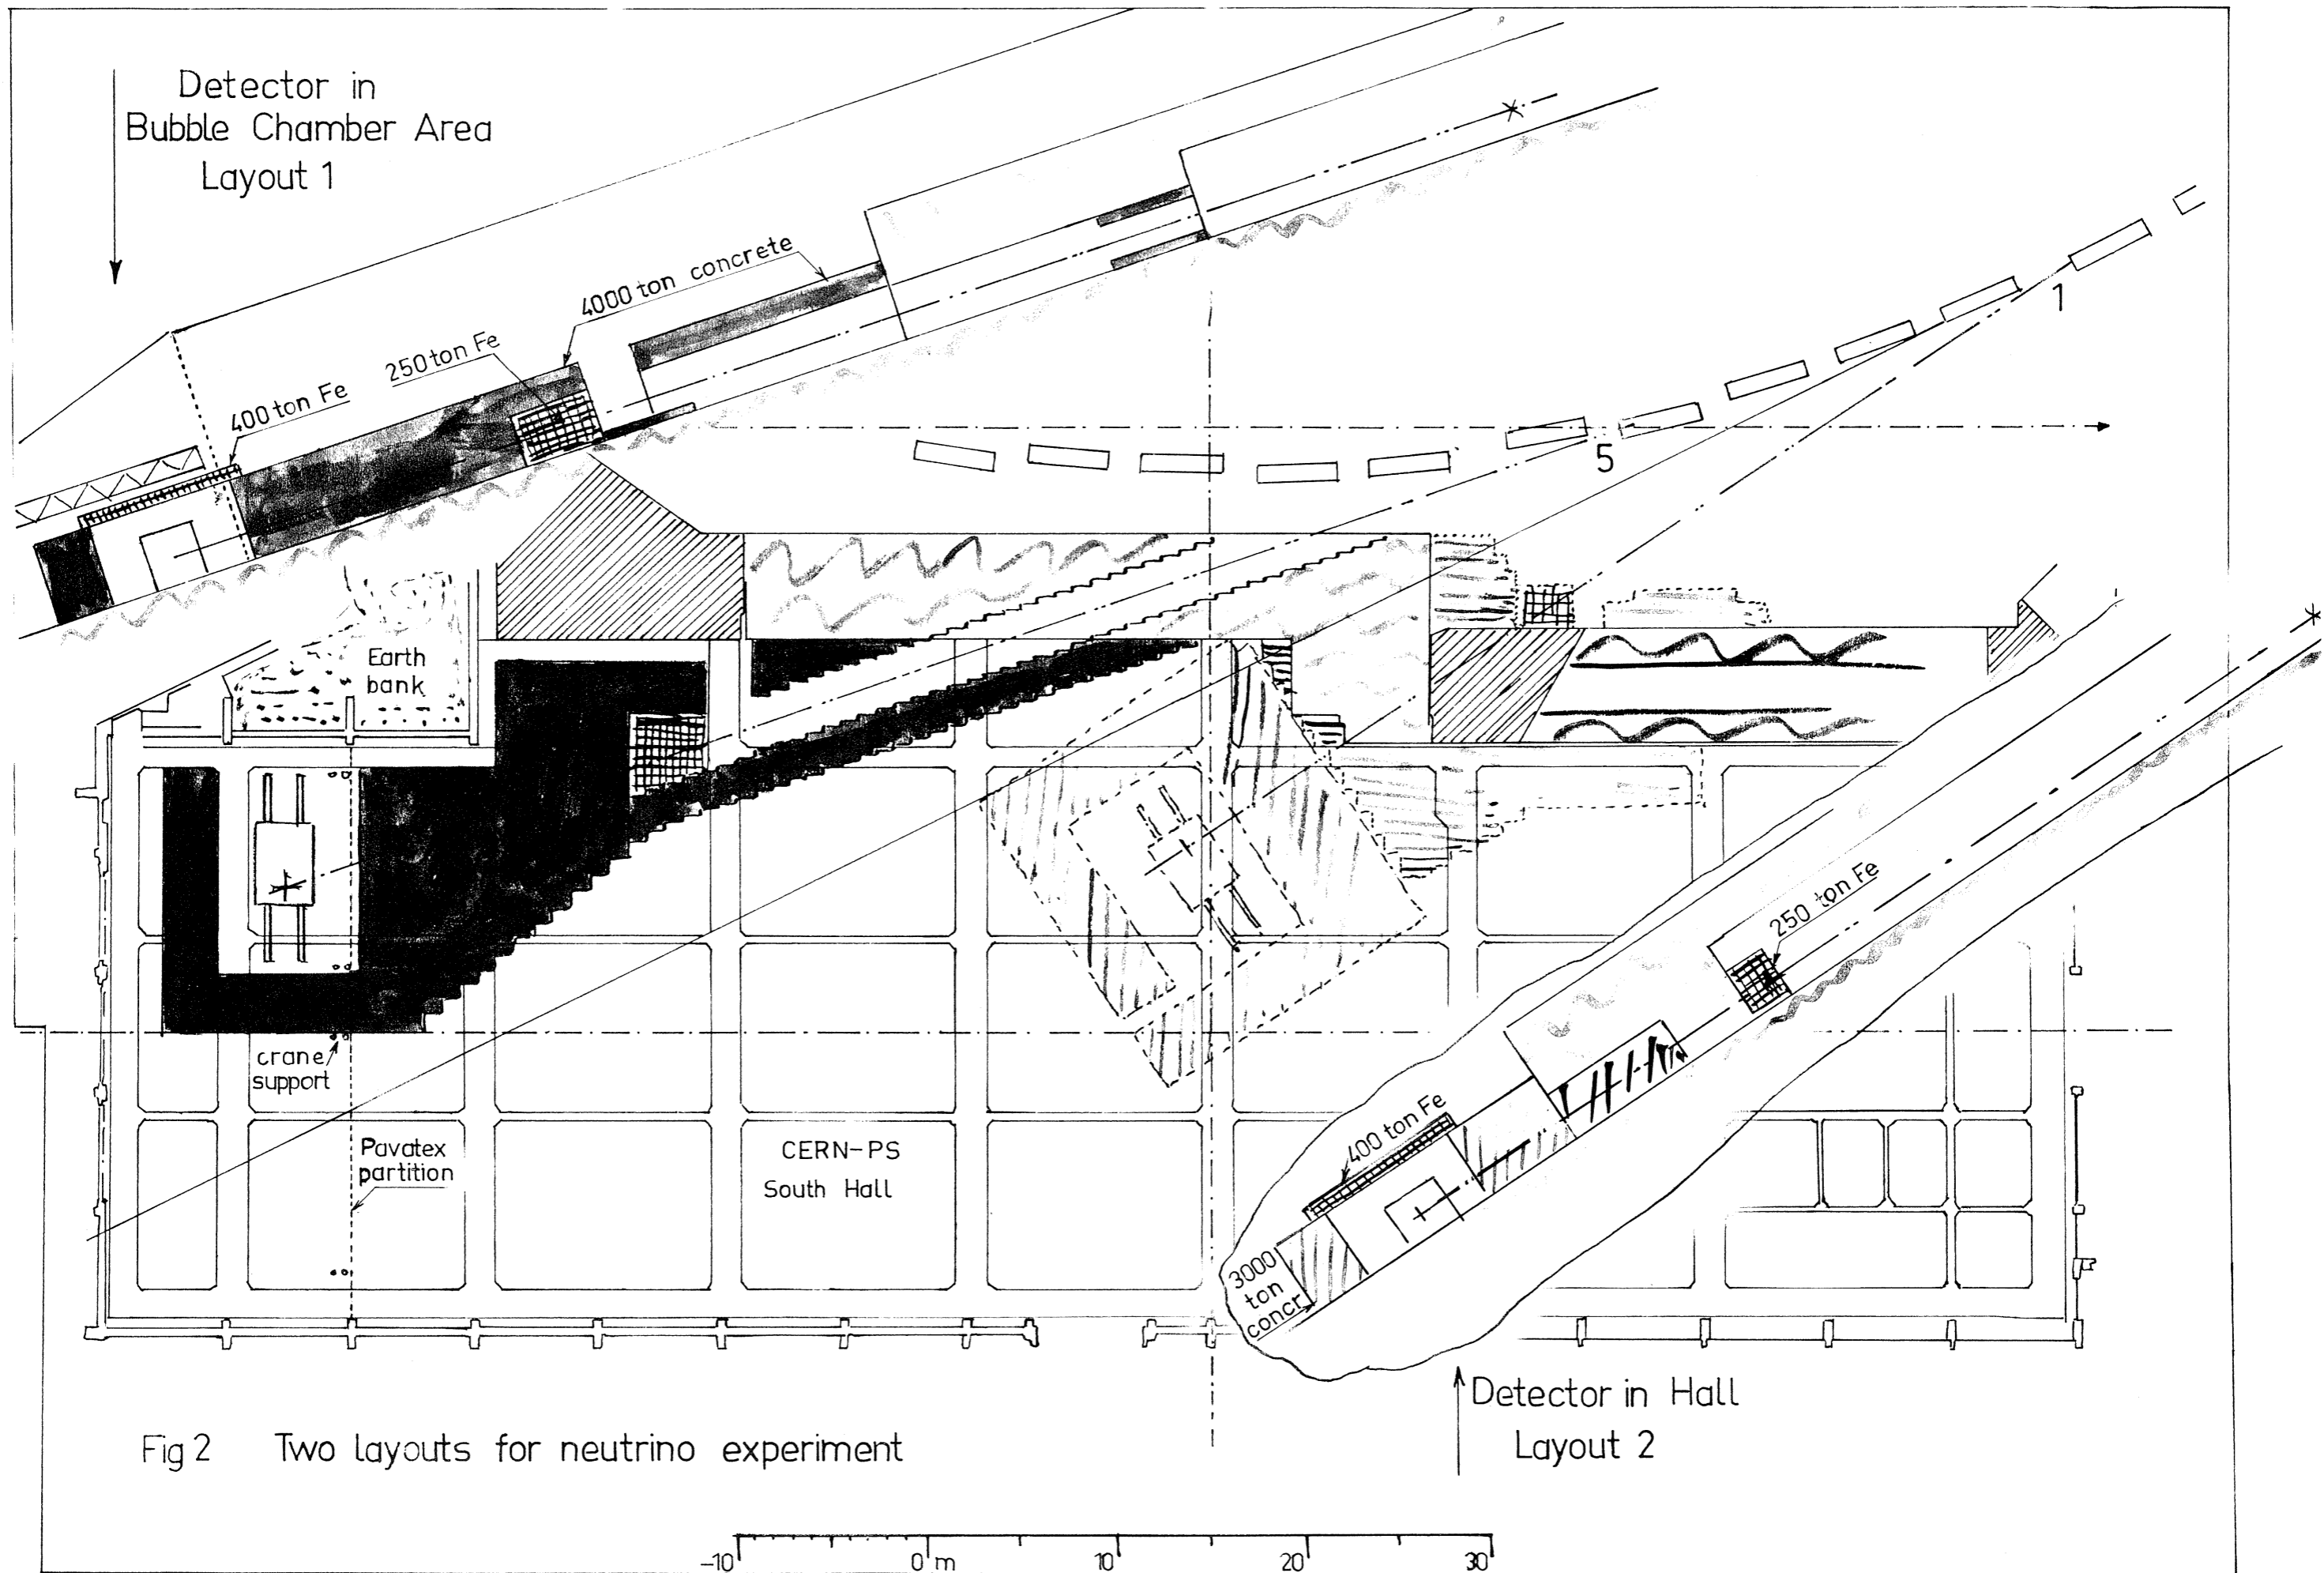 Detector in
Bubble Chamber Area
Layout 1
4000 ton concrete
250 ton Fe
400 ton Fe
1
5
Earth
bank
250 ton Fe
crane
support
400 ton Fe
Pavatex
partition
CERN-PS
South Hall
3000
ton
concr.
Detector in Hall
Layout 2
Fig 2 Two layouts for neutrino experiment
-10 0 m 10 20 30